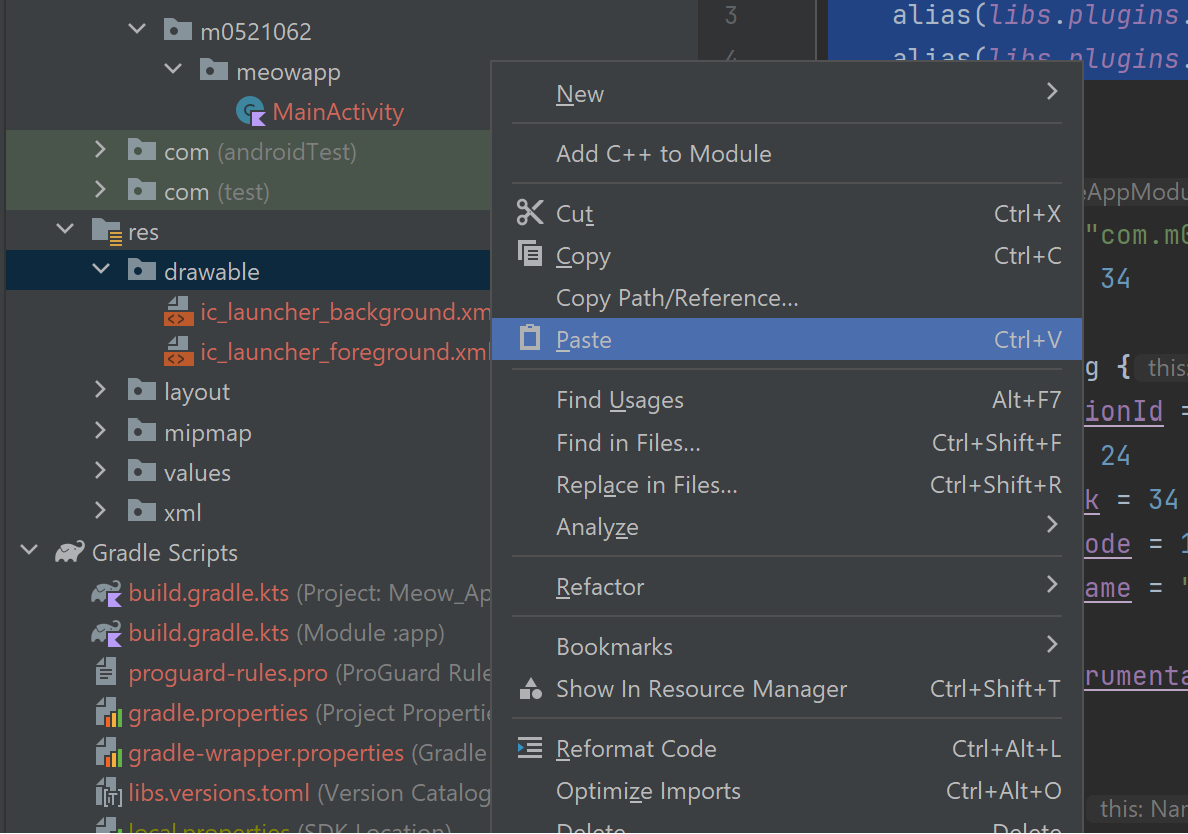 m0521062
meowapp
MainActivity
com (androidTest)
com (test)
res
drawable
ic_launcher_background.xm
ic_launcher_foreground.xml
layout
mipmap
values
xml
Gradle Scripts
build.gradle.kts (Project: Meow_Ap
build.gradle.kts (Module :app)
proguard-rules.pro (ProGuard Rule
gradle.properties (Project Propertie
gradle-wrapper.properties (Gradle
libs.versions.toml (Version Catalog
local.properties (SDK Location)
New
Add C++ to Module
Cut Ctrl+X
Copy Ctrl+C
Copy Path/Reference...
Paste Ctrl+V
Find Usages Alt+F7
Find in Files... Ctrl+Shift+F
Replace in Files... Ctrl+Shift+R
Analyze
Refactor
Bookmarks
Show In Resource Manager Ctrl+Shift+T
Reformat Code Ctrl+Alt+L
Optimize Imports Ctrl+Alt+O
Delete Delete
3 alias(libs.plugins.
4 alias(libs.plugins.
eAppModu
"com.m0
34
g { this:
ionId =
24
k = 34
ode = 1
ame = "
rumenta
this: Nam